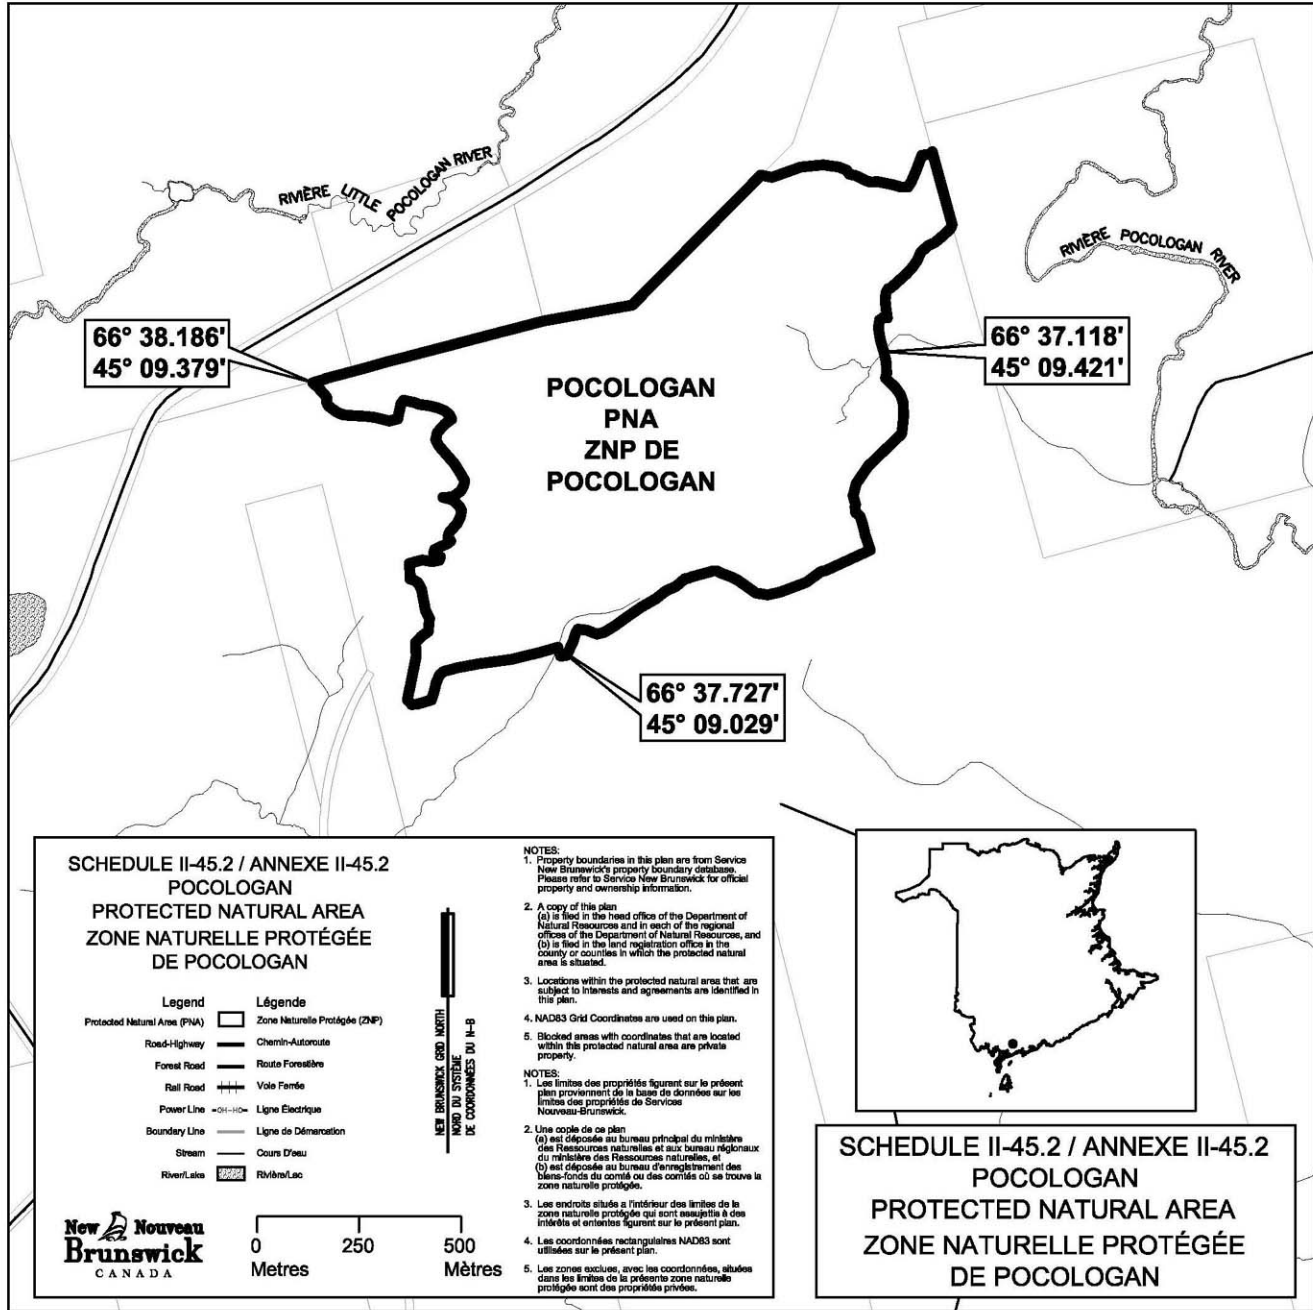 RIVIÈRE LITTLE POCOLOGAN RIVER
RIVIÈRE POCOLOGAN RIVER
66° 38.186'
45° 09.379'
66° 37.118'
45° 09.421'
POCOLOGAN
PNA
ZNP DE
POCOLOGAN
66° 37.727'
45° 09.029'
SCHEDULE II-45.2 / ANNEXE II-45.2
POCOLOGAN
PROTECTED NATURAL AREA
ZONE NATURELLE PROTÉGÉE
DE POCOLOGAN
Legend Légende
Protected Natural Area (PNA) Zone Naturelle Protégée (ZNP)
Road-Highway Chemin-Autoroute
Forest Road Route Forestière
Rail Road Voie Ferrée
Power Line -OH-HO- Ligne Électrique
Boundary Line Ligne de Démarcation
Stream Cours D'eau
River/Lake Rivière/Lac
NEW BRUNSWICK GRID NORTH
NORD DU SYSTÈME
DE COORDONNÉES DU N-B
New Nouveau
Brunswick
CANADA
0 250 500
Metres Mètres
NOTES:
1. Property boundaries in this plan are from Service
New Brunswick's property boundary database.
Please refer to Service New Brunswick for official
property and ownership information.
2. A copy of this plan
(a) is filed in the head office of the Department of
Natural Resources and in each of the regional
offices of the Department of Natural Resources, and
(b) is filed in the land registration office in the
county or counties in which the protected natural
area is situated.
3. Locations within the protected natural area that are
subject to interests and agreements are identified in
this plan.
4. NAD83 Grid Coordinates are used on this plan.
5. Blocked areas with coordinates that are located
within this protected natural area are private
property.
NOTES:
1. Les limites des propriétés figurant sur le présent
plan proviennent de la base de données sur les
limites des propriétés de Services
Nouveau-Brunswick.
2. Une copie de ce plan
(a) est déposée au bureau principal du ministère
des Ressources naturelles et aux bureau régionaux
du ministère des Ressources naturelles, et
(b) est déposée au bureau d'enregistrement des
biens-fonds du comté ou des comtés où se trouve la
zone naturelle protégée.
3. Les endroits situés a l'intérieur des limites de la
zone naturelle protégée qui sont assujettis à des
intérêts et ententes figurent sur le présent plan.
4. Les coordonnées rectangulaires NAD83 sont
utilisées sur le présent plan.
5. Les zones exclues, avec les coordonnées, situées
dans les limites de la présente zone naturelle
protégée sont des propriétés privées.
SCHEDULE II-45.2 / ANNEXE II-45.2
POCOLOGAN
PROTECTED NATURAL AREA
ZONE NATURELLE PROTÉGÉE
DE POCOLOGAN